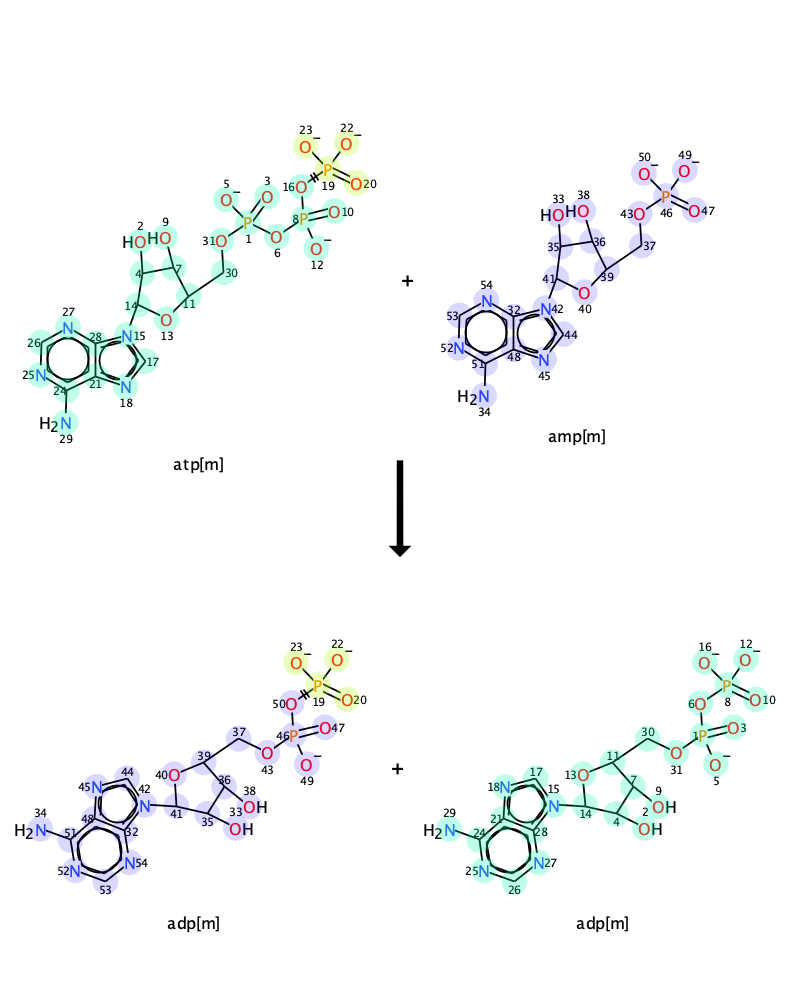 23 O− 22 O−
5 O− 3 O 16 O P 19 O 20
2 HO 9 HO 31 O P 1 O 6 8 P O 10 O− 12
4 7 30
14 11
O 13
27 N 28 N 15
26 17
25 N 24 21 N 18
H2N 29
atp[m]
+
50 O− 49 O−
33 HO 38 HO 43 O P 46 O 47
35 36 37
41 39
O 40
54 N 32 N 42
53 44
52 N 48 N 45
51
H2N 34
amp[m]
23 O− 22 O−
50 O P 19 O 20
37 46 P O 47
39 O 43 O− 49
40 O 36 38 OH
45 N 44 42 N 41 35 33 OH
34 H2N 51 48 32
52 N N 54
53
adp[m]
+
16 O− 12 O−
6 O P 8 O 10
30 1 P O 3
11 O 31 O− 5
13 O 7 9 OH
18 N 17 15 N 14 4 2 OH
29 H2N 24 21 28
25 N N 27
26
adp[m]